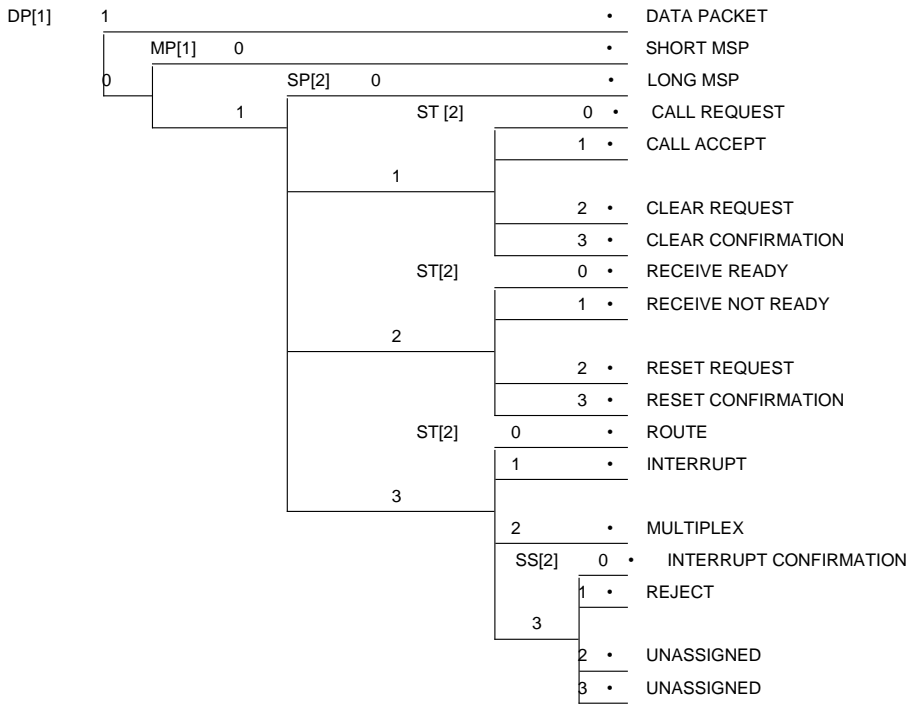 DP[1] 1 • DATA PACKET
MP[1] 0 • SHORT MSP
0 SP[2] 0 • LONG MSP
1 ST [2] 0 • CALL REQUEST
1 • CALL ACCEPT
1
2 • CLEAR REQUEST
3 • CLEAR CONFIRMATION
ST[2] 0 • RECEIVE READY
1 • RECEIVE NOT READY
2
2 • RESET REQUEST
3 • RESET CONFIRMATION
ST[2] 0 • ROUTE
1 • INTERRUPT
3
2 • MULTIPLEX
SS[2] 0 • INTERRUPT CONFIRMATION
1 • REJECT
3
2 • UNASSIGNED
3 • UNASSIGNED